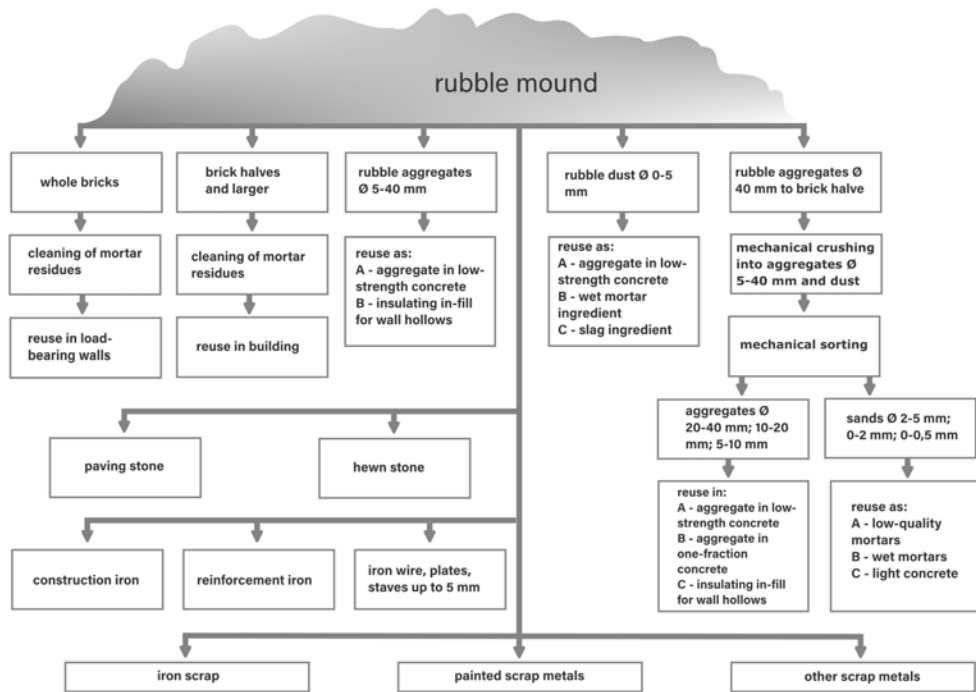 rubble mound
whole bricks
cleaning of mortar
residues
reuse in load-
bearing walls
brick halves
and larger
cleaning of mortar
residues
reuse in building
rubble aggregates
Ø 5-40 mm
reuse as:
A - aggregate in low-
strength concrete
B - insulating in-fill
for wall hollows
rubble dust Ø 0-5
mm
reuse as:
A - aggregate in low-
strength concrete
B - wet mortar
ingredient
C - slag ingredient
rubble aggregates Ø
40 mm to brick halve
mechanical crushing
into aggregates Ø
5-40 mm and dust
mechanical sorting
aggregates Ø
20-40 mm; 10-20
mm; 5-10 mm
reuse in:
A - aggregate in low-
strength concrete
B - aggregate in
one-fraction
concrete
C - insulating in-fill
for wall hollows
sands Ø 2-5 mm;
0-2 mm; 0-0,5 mm
reuse as:
A - low-quality
mortars
B - wet mortars
C - light concrete
paving stone
hewn stone
construction iron
reinforcement iron
iron wire, plates,
staves up to 5 mm
iron scrap
painted scrap metals
other scrap metals